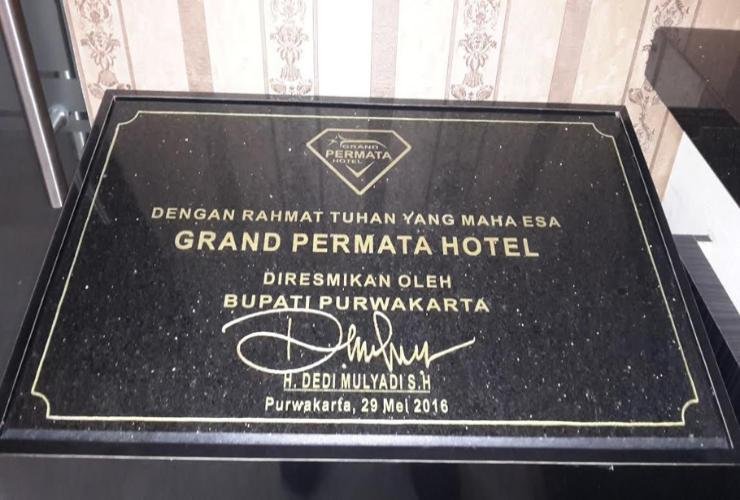 GRAND
PERMATA
HOTEL
DENGAN RAHMAT TUHAN YANG MAHA ESA
GRAND PERMATA HOTEL
DIRESMIKAN OLEH
BUPATI PURWAKARTA
H. DEDI MULYADI S.H
Purwakarta, 29 Mei 2016